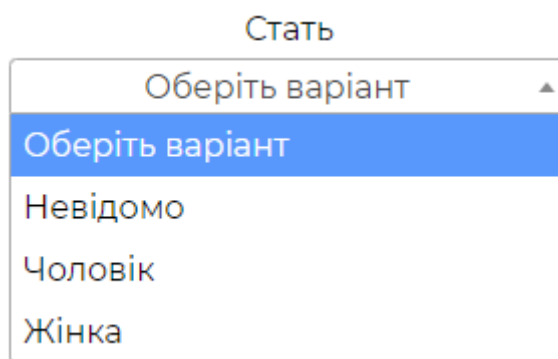 Стать
Оберіть варіант
Оберіть варіант
Невідомо
Чоловік
Жінка